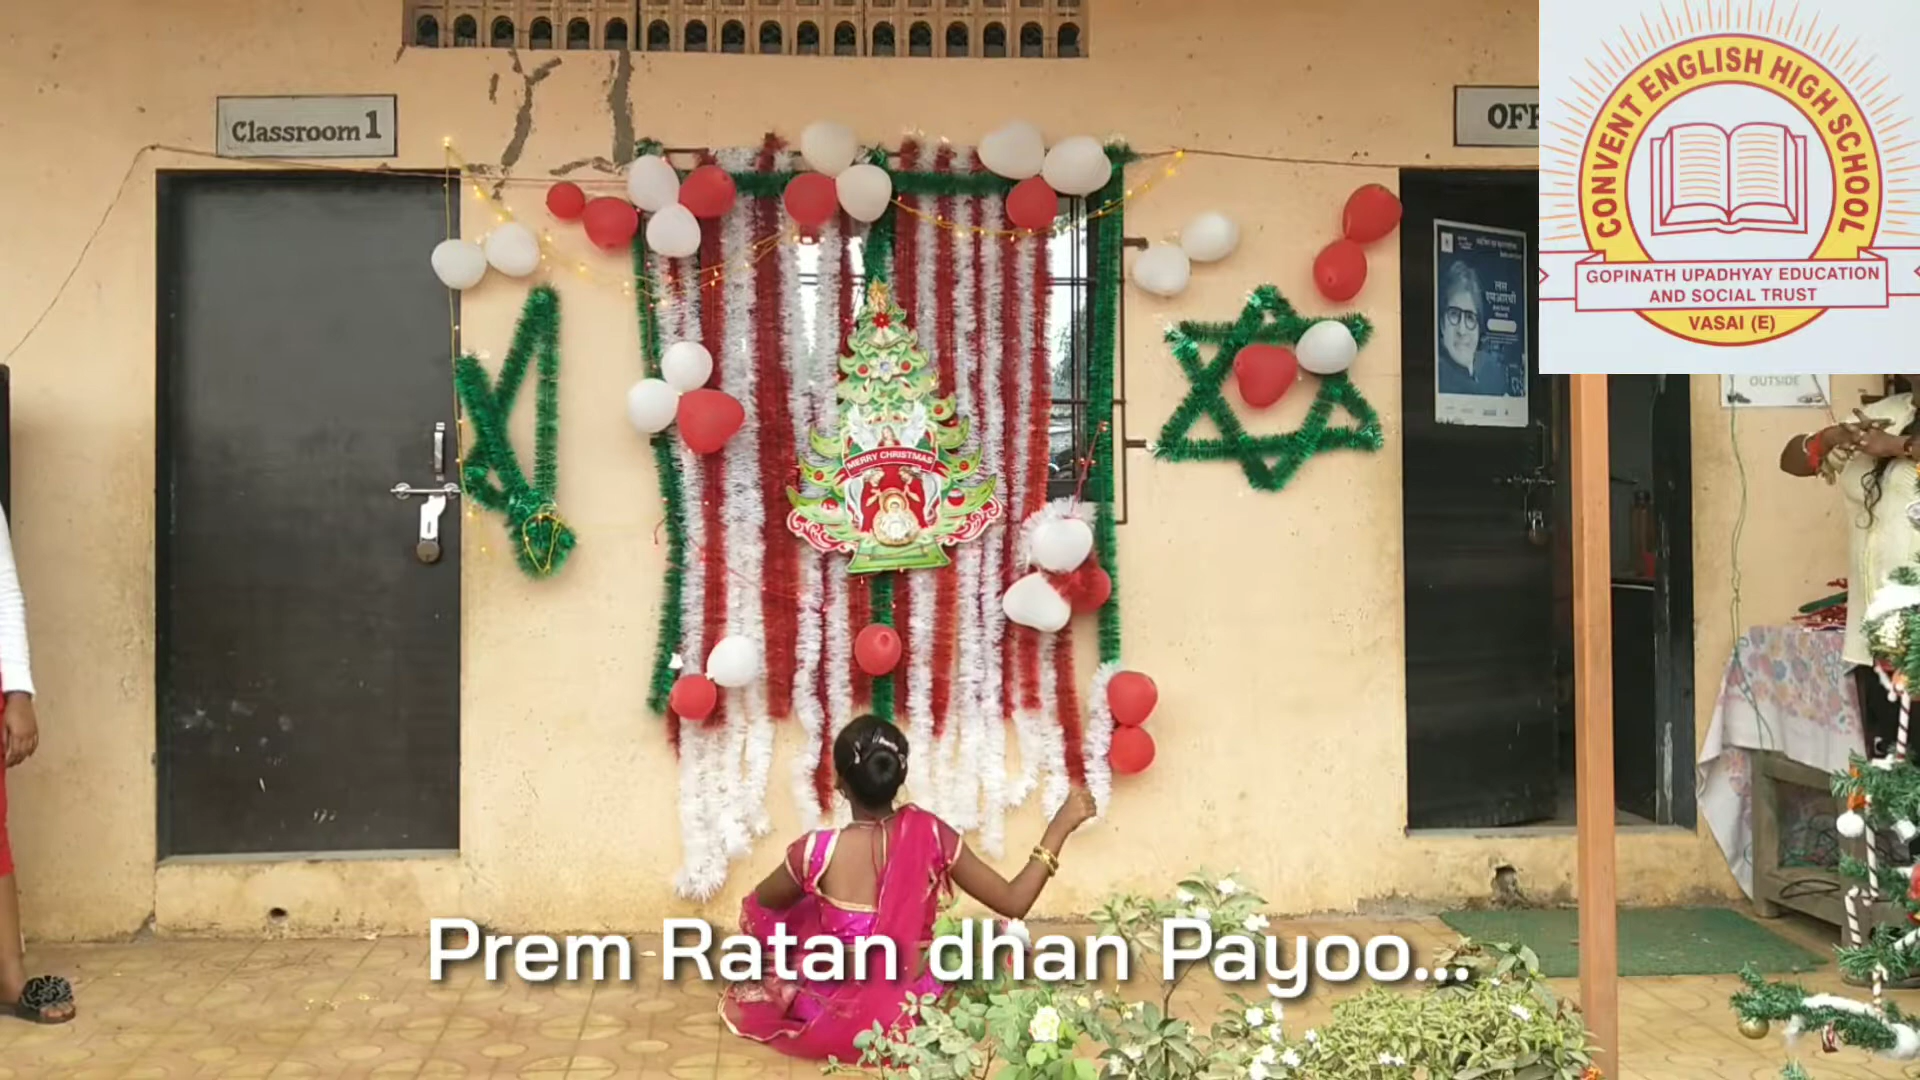 Classroom 1
OFF
CONVENT ENGLISH HIGH SCHOOL
GOPINATH UPADHYAY EDUCATION
AND SOCIAL TRUST
VASAI (E)
OUTSIDE
MERRY CHRISTMAS
Prem Ratan dhan Payoo...